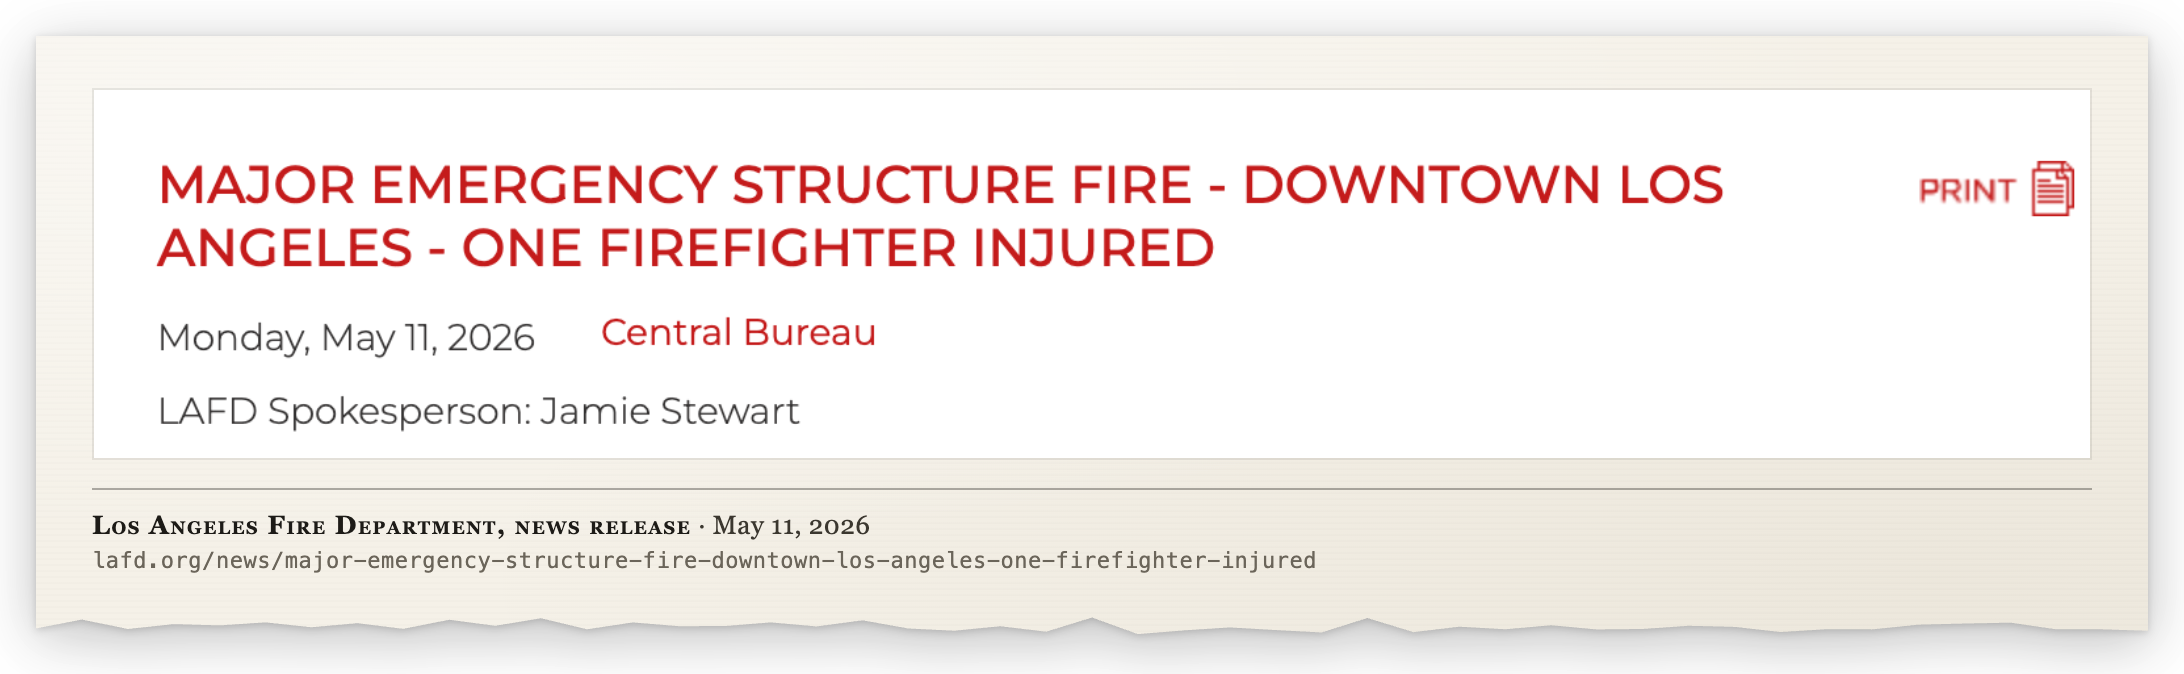 MAJOR EMERGENCY STRUCTURE FIRE - DOWNTOWN LOS
ANGELES - ONE FIREFIGHTER INJURED
PRINT
Monday, May 11, 2026 Central Bureau
LAFD Spokesperson: Jamie Stewart
Los Angeles Fire Department, news release · May 11, 2026
lafd.org/news/major-emergency-structure-fire-downtown-los-angeles-one-firefighter-injured